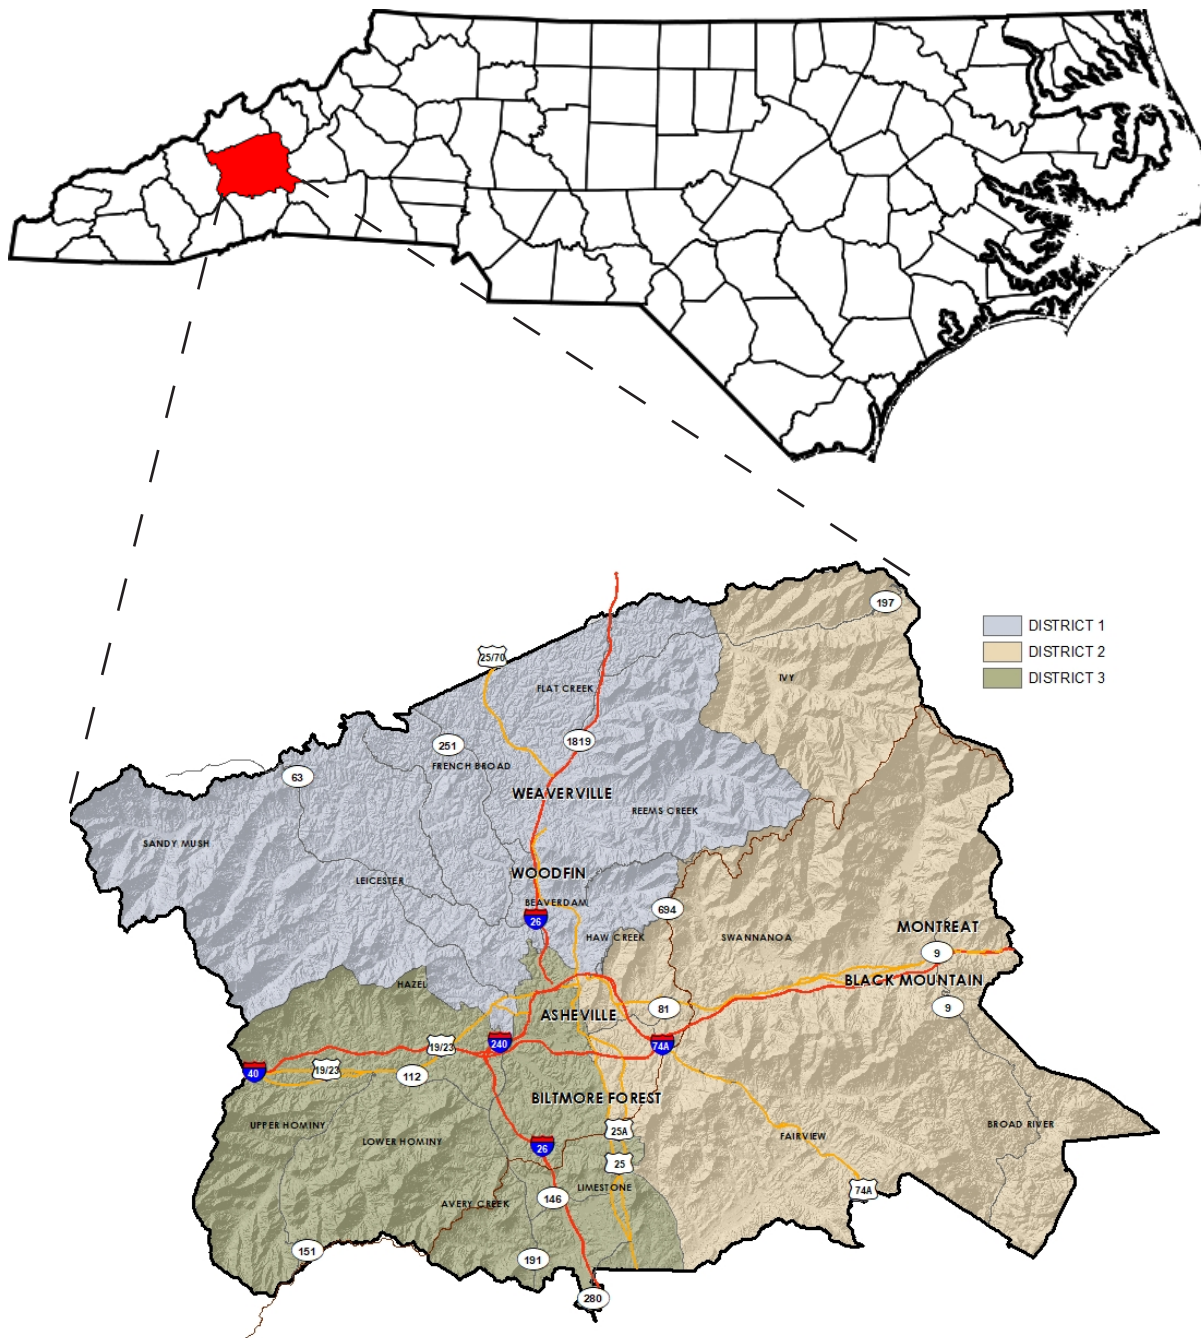 197
DISTRICT 1
DISTRICT 2
DISTRICT 3
25/70
IVY
FLAT CREEK
1819
251
FRENCH BROAD
63
WEAVERVILLE
REEMS CREEK
SANDY MUSH
WOODFIN
LEICESTER
BEAVERDAM
694
26
MONTREAT
HAW CREEK
SWANNANOA
9
BLACK MOUNTAIN
HAZEL
9
81
ASHEVILLE
240
19/23
74A
40
19/23
112
BILTMORE FOREST
UPPER HOMINY
25A
BROAD RIVER
LOWER HOMINY
FAIRVIEW
26
25
LIMESTONE
74A
146
AVERY CREEK
151
191
280